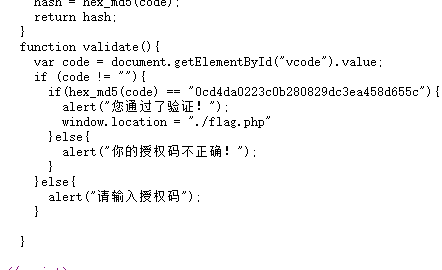 hash = hex_md5(code);
return hash;
}
function validate(){
var code = document.getElementById("vcode").value;
if (code != ""){
if(hex_md5(code) == "0cd4da0223c0b280829dc3ea458d655c"){
alert("您通过了验证！");
window.location = "./flag.php"
}else{
alert("你的授权码不正确！");
}
}else{
alert("请输入授权码");
}
}